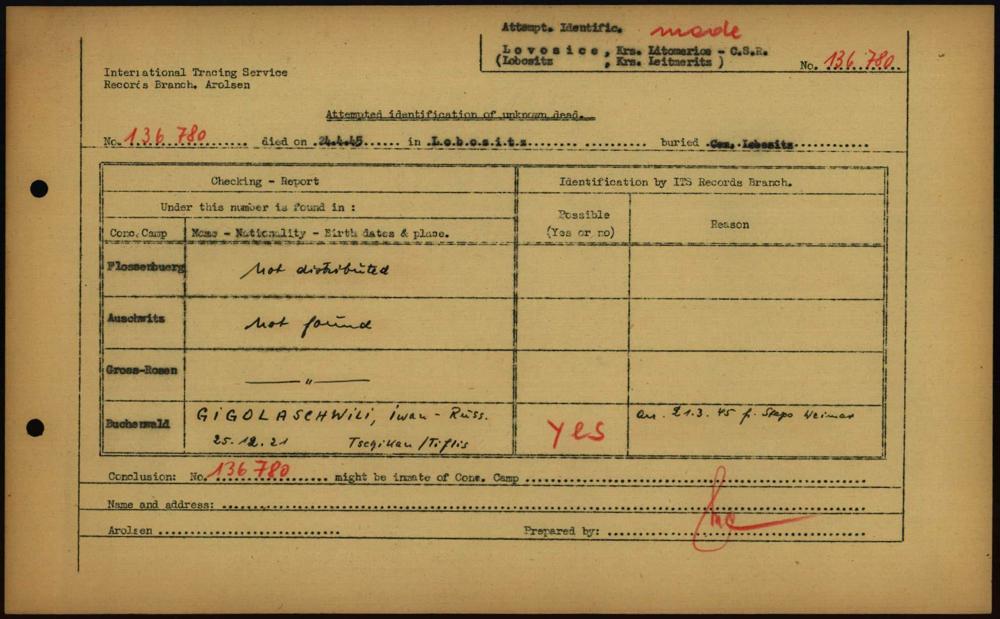 Attempt. Identific. made
Lovosice, Krs. Litomerice - C.S.R.
(Lobositz , Krs. Leitmeritz )
No. 136 780
International Tracing Service
Records Branch, Arolsen
Attempted identification of unknown dead.
No. 136 780 died on 24.4.45 in Lobositz buried Cem. Lobositz
Checking - Report
Identification by ITS Records Branch.
Under this number is found in :
Possible
(Yes or no)
Reason
Conc. Camp
Name - Nationality - Birth dates & place.
Flossenbuerg
Not distributed
Auschwitz
Not found
Gross-Rosen
— " —
Buchenwald
GIGOLASCHWILI, Iwan - Russ.
25.12.21 /Tiflis
yes
21.3.45 Weimar
Conclusion: No. 136 780 might be inmate of Conc. Camp
Name and address:
Arolsen
Prepared by: